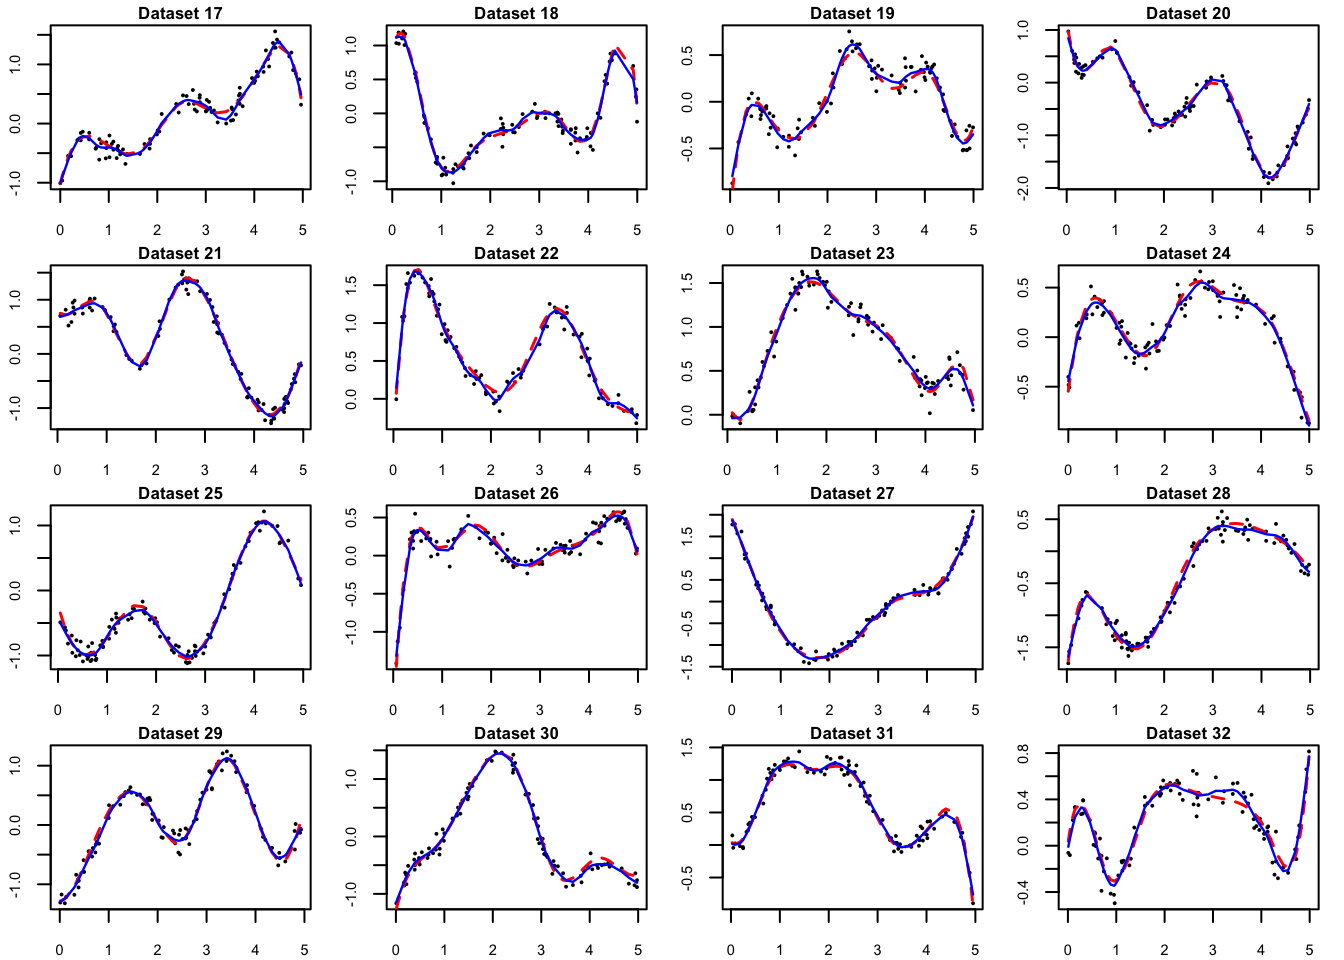 Dataset 17 Dataset 18 Dataset 19 Dataset 20
1.0 1.0 0.5 1.0
0.5 0.0
0.0 0.0 0.0 -1.0
-1.0 -1.0 -0.5 -2.0
0 1 2 3 4 5 0 1 2 3 4 5 0 1 2 3 4 5 0 1 2 3 4 5
Dataset 21 Dataset 22 Dataset 23 Dataset 24
1.0 1.5 1.5 0.5
1.0 1.0
0.0 0.5 0.5 0.0
-1.0 0.0 0.0 -0.5
0 1 2 3 4 5 0 1 2 3 4 5 0 1 2 3 4 5 0 1 2 3 4 5
Dataset 25 Dataset 26 Dataset 27 Dataset 28
1.0 0.5 1.5 0.5
0.0 0.5
0.0 -0.5 -0.5 -0.5
-1.0 -1.0 -1.5 -1.5
0 1 2 3 4 5 0 1 2 3 4 5 0 1 2 3 4 5 0 1 2 3 4 5
Dataset 29 Dataset 30 Dataset 31 Dataset 32
1.0 1.0 1.5 0.8
0.4
0.0 0.0 0.5 0.0
-1.0 -1.0 -0.5 -0.4
0 1 2 3 4 5 0 1 2 3 4 5 0 1 2 3 4 5 0 1 2 3 4 5